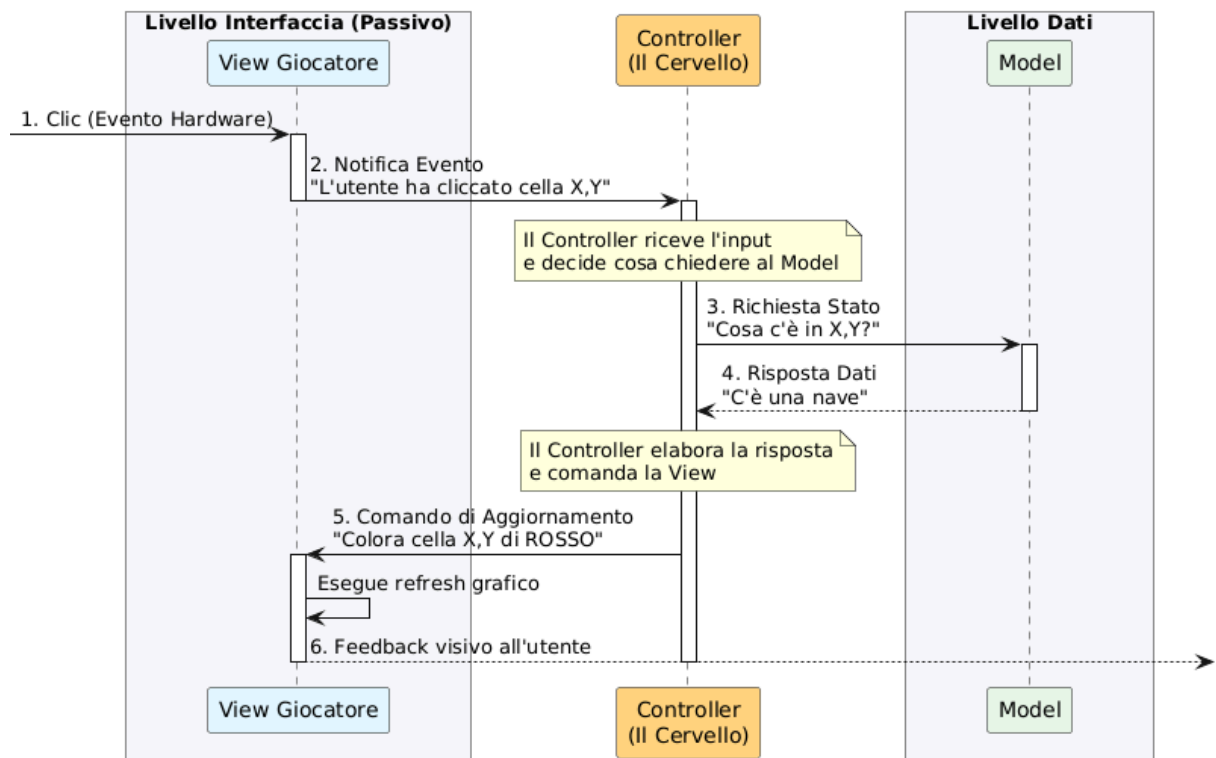 Livello Interfaccia (Passivo)
Livello Dati
View Giocatore
Controller
(Il Cervello)
Model
1. Clic (Evento Hardware)
2. Notifica Evento
"L'utente ha cliccato cella X,Y"
Il Controller riceve l'input
e decide cosa chiedere al Model
3. Richiesta Stato
"Cosa c'è in X,Y?"
4. Risposta Dati
"C'è una nave"
Il Controller elabora la risposta
e comanda la View
5. Comando di Aggiornamento
"Colora cella X,Y di ROSSO"
Esegue refresh grafico
6. Feedback visivo all'utente
View Giocatore
Controller
(Il Cervello)
Model